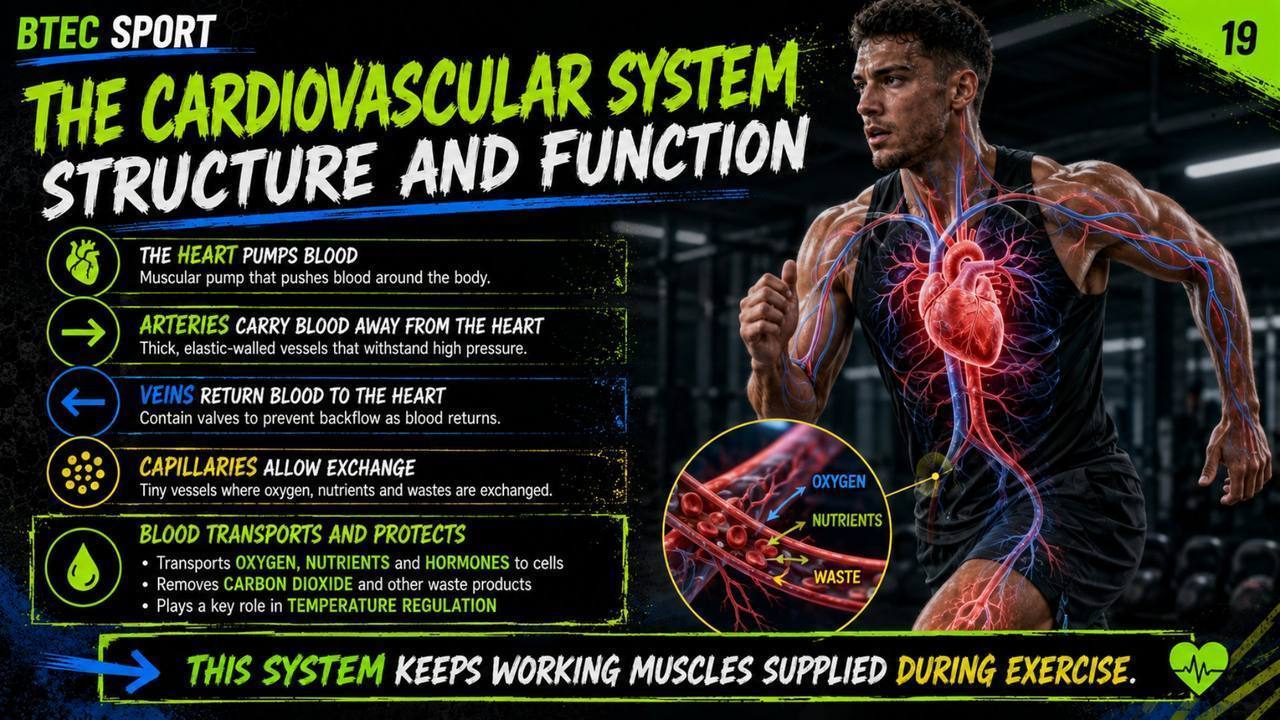 BTEC SPORT
19
THE CARDIOVASCULAR SYSTEM
STRUCTURE AND FUNCTION
THE HEART PUMPS BLOOD
Muscular pump that pushes blood around the body.
ARTERIES CARRY BLOOD AWAY FROM THE HEART
Thick, elastic-walled vessels that withstand high pressure.
VEINS RETURN BLOOD TO THE HEART
Contain valves to prevent backflow as blood returns.
CAPILLARIES ALLOW EXCHANGE
Tiny vessels where oxygen, nutrients and wastes are exchanged.
BLOOD TRANSPORTS AND PROTECTS
• Transports OXYGEN, NUTRIENTS and HORMONES to cells
• Removes CARBON DIOXIDE and other waste products
• Plays a key role in TEMPERATURE REGULATION
OXYGEN
NUTRIENTS
WASTE
THIS SYSTEM KEEPS WORKING MUSCLES SUPPLIED DURING EXERCISE.